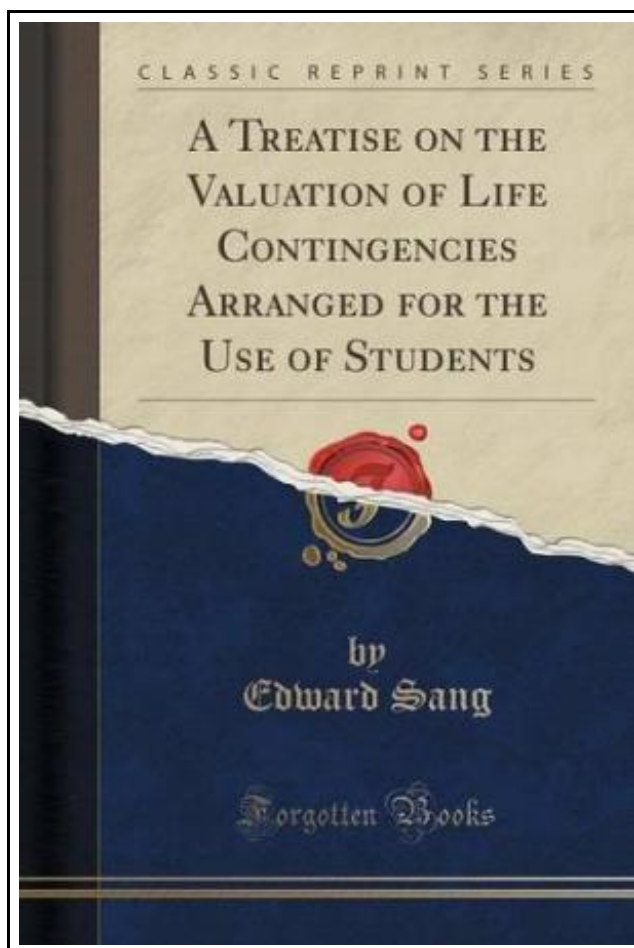 CLASSIC REPRINT SERIES
A TREATISE ON THE
VALUATION OF LIFE
CONTINGENCIES
ARRANGED FOR THE
USE OF STUDENTS
by
Edward Sang
Forgotten Books